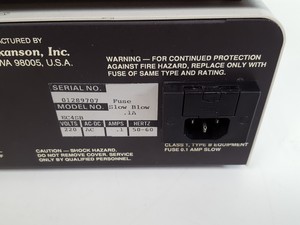 ACTURED BY
kanson, Inc.
WA 98005, U.S.A.
WARNING — FOR CONTINUED PROTECTION
AGAINST FIRE HAZARD, REPLACE ONLY WITH
FUSE OF SAME TYPE AND RATING.
SERIAL NO.
01289707
Fuse
MODEL NO.
Slow Blow
.1A
VOLTS AC-DC AMPS HERTZ
220 AC .1 50-60
CAUTION — SHOCK HAZARD.
DO NOT REMOVE COVER. SERVICE
ONLY BY QUALIFIED PERSONNEL.
CLASS 1, TYPE B EQUIPMENT
FUSE 0.1 AMP SLOW